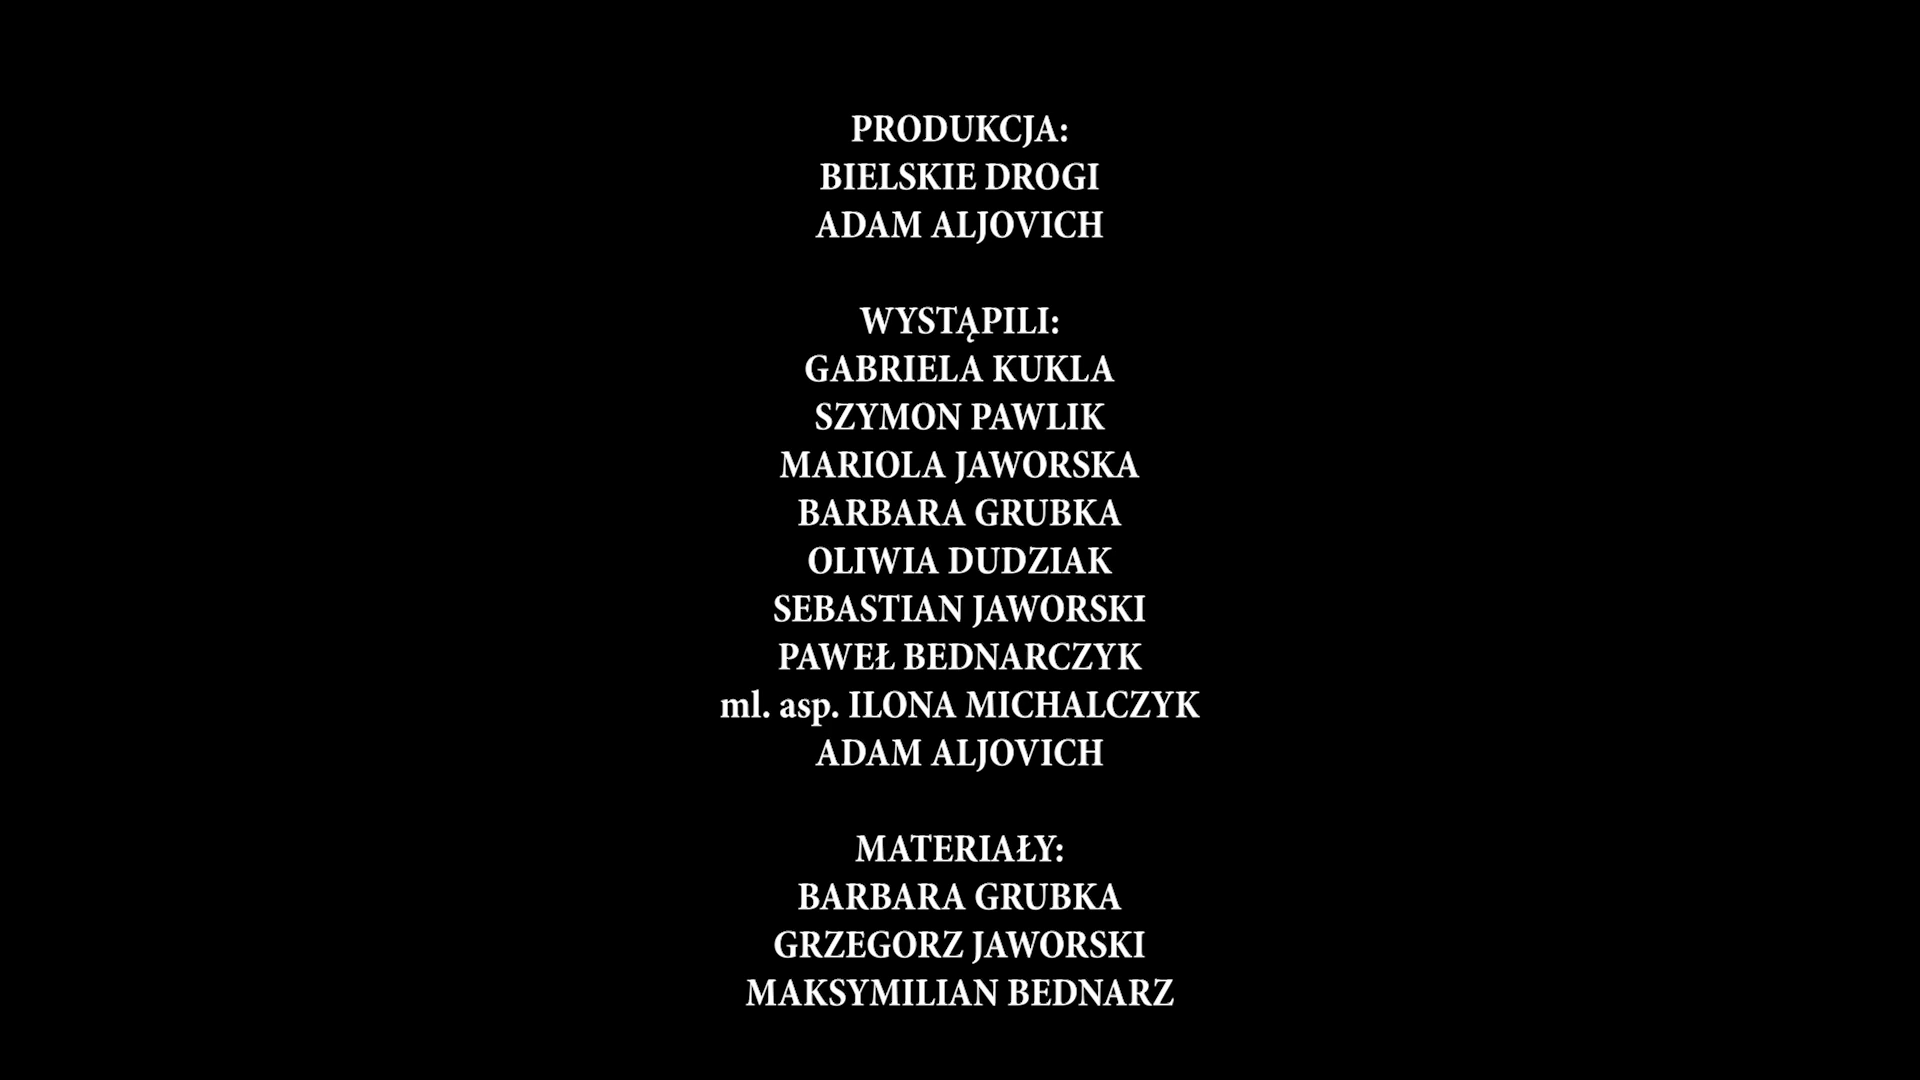 PRODUKCJA:
BIELSKIE DROGI
ADAM ALJOVICH
WYSTĄPILI:
GABRIELA KUKLA
SZYMON PAWLIK
MARIOLA JAWORSKA
BARBARA GRUBKA
OLIWIA DUDZIAK
SEBASTIAN JAWORSKI
PAWEŁ BEDNARCZYK
ml. asp. ILONA MICHALCZYK
ADAM ALJOVICH
MATERIAŁY:
BARBARA GRUBKA
GRZEGORZ JAWORSKI
MAKSYMILIAN BEDNARZ